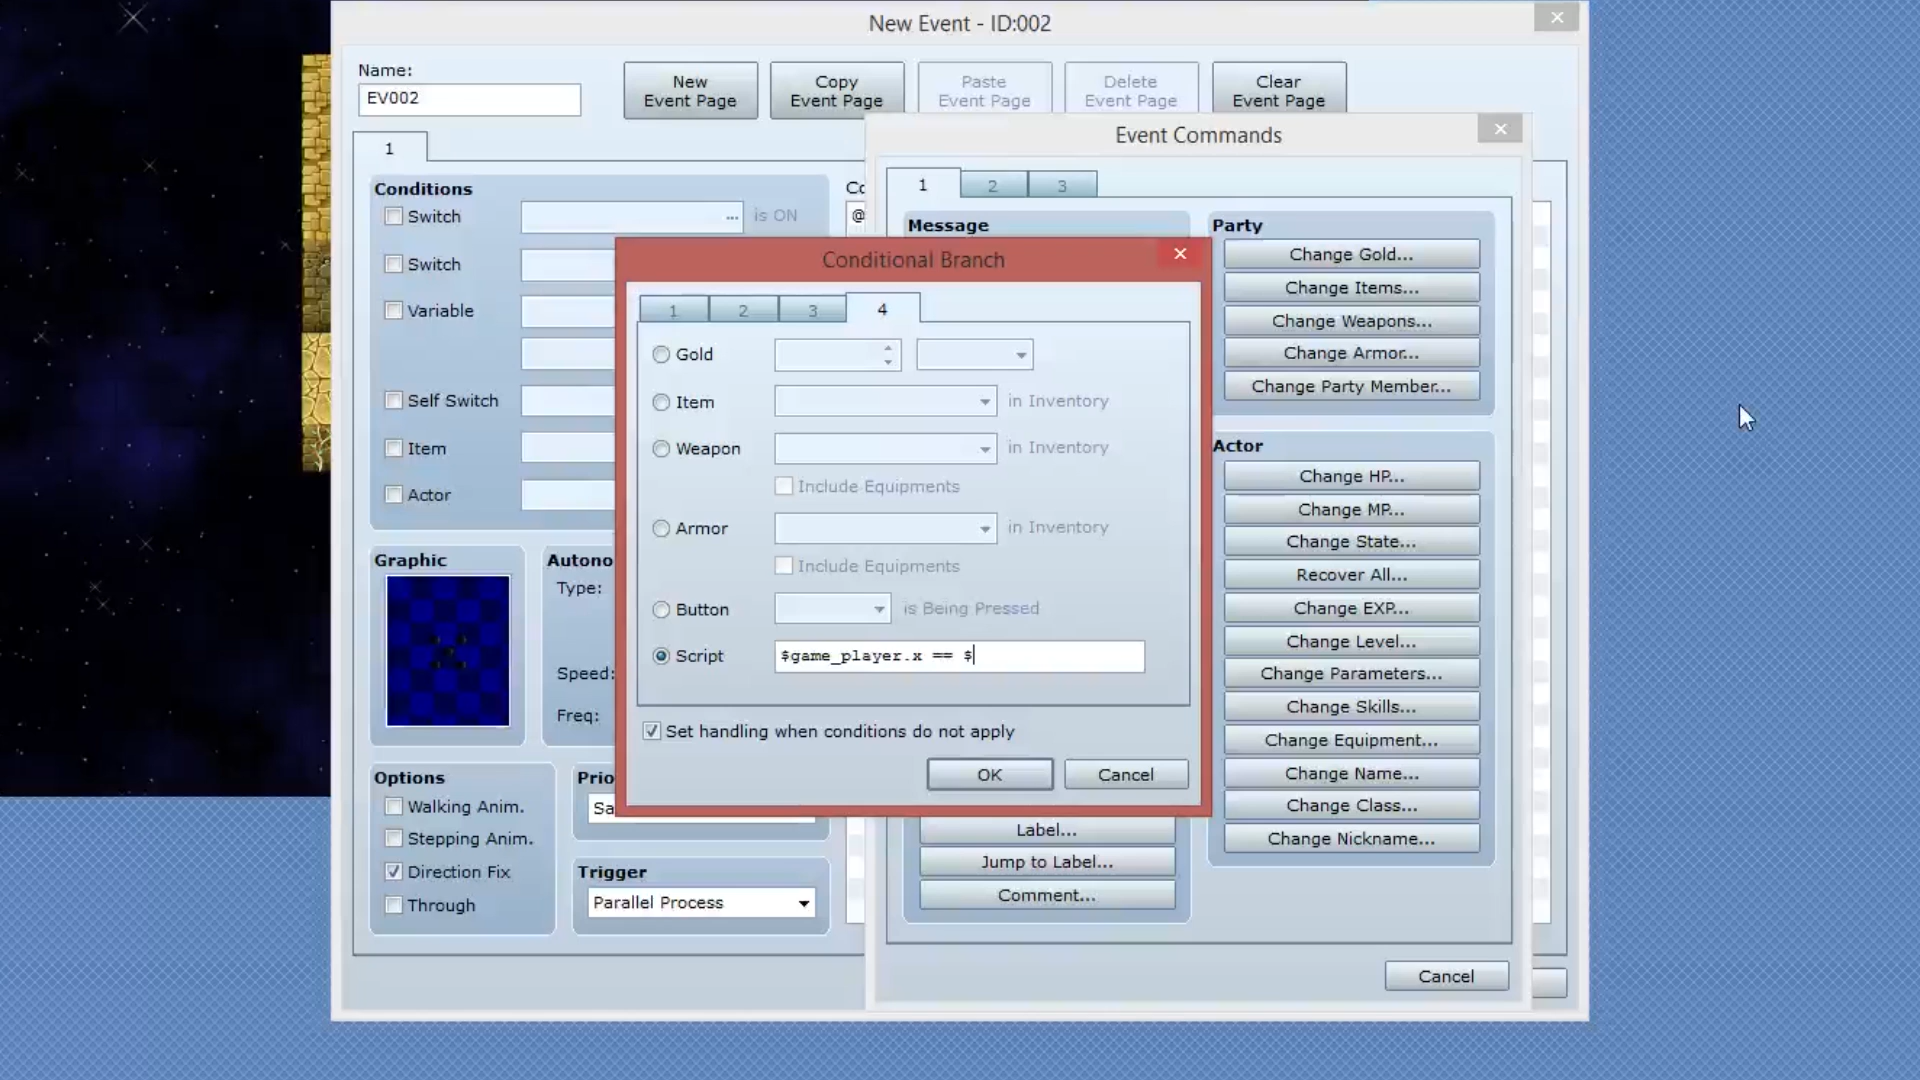 New Event - ID:002
Name:
EV002
New
Event Page
Copy
Event Page
Paste
Event Page
Delete
Event Page
Clear
Event Page
1
Conditions
Switch
... is ON
Switch
Variable
Self Switch
Item
Actor
Graphic
Autono
Type:
Speed:
Freq:
Options
Walking Anim.
Stepping Anim.
Direction Fix
Through
Prio
Sa
Trigger
Parallel Process
Co
@
Event Commands
1 2 3
Message
Party
Change Gold...
Change Items...
Change Weapons...
Change Armor...
Change Party Member...
Actor
Change HP...
Change MP...
Change State...
Recover All...
Change EXP...
Change Level...
Change Parameters...
Change Skills...
Change Equipment...
Change Name...
Change Class...
Change Nickname...
Label...
Jump to Label...
Comment...
Cancel
Conditional Branch
1 2 3 4
Gold
Item in Inventory
Weapon in Inventory
Include Equipments
Armor in Inventory
Include Equipments
Button is Being Pressed
Script $game_player.x == $
Set handling when conditions do not apply
OK Cancel